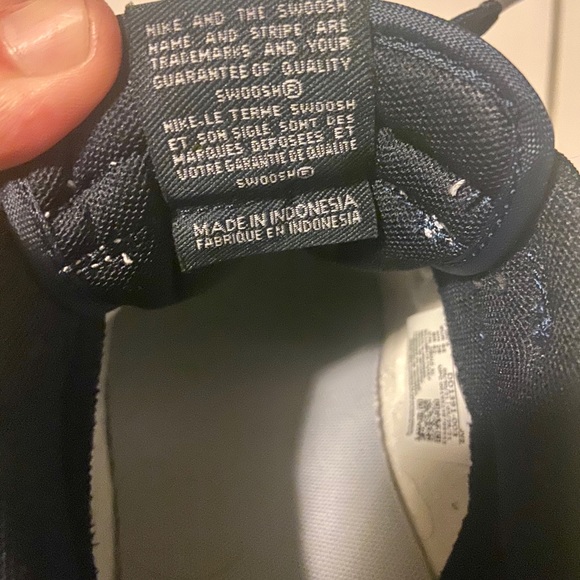 NIKE AND THE SWOOSH
NAME AND STRIPE ARE
TRADEMARKS AND YOUR
GUARANTEE OF QUALITY
SWOOSH®
NIKE-LE TERME SWOOSH
ET SON SIGLE SONT DES
MARQUES DEPOSEES ET
VOTRE GARANTIE DE QUALITE
SWOOSH®
MADE IN INDONESIA
FABRIQUE EN INDONESIA